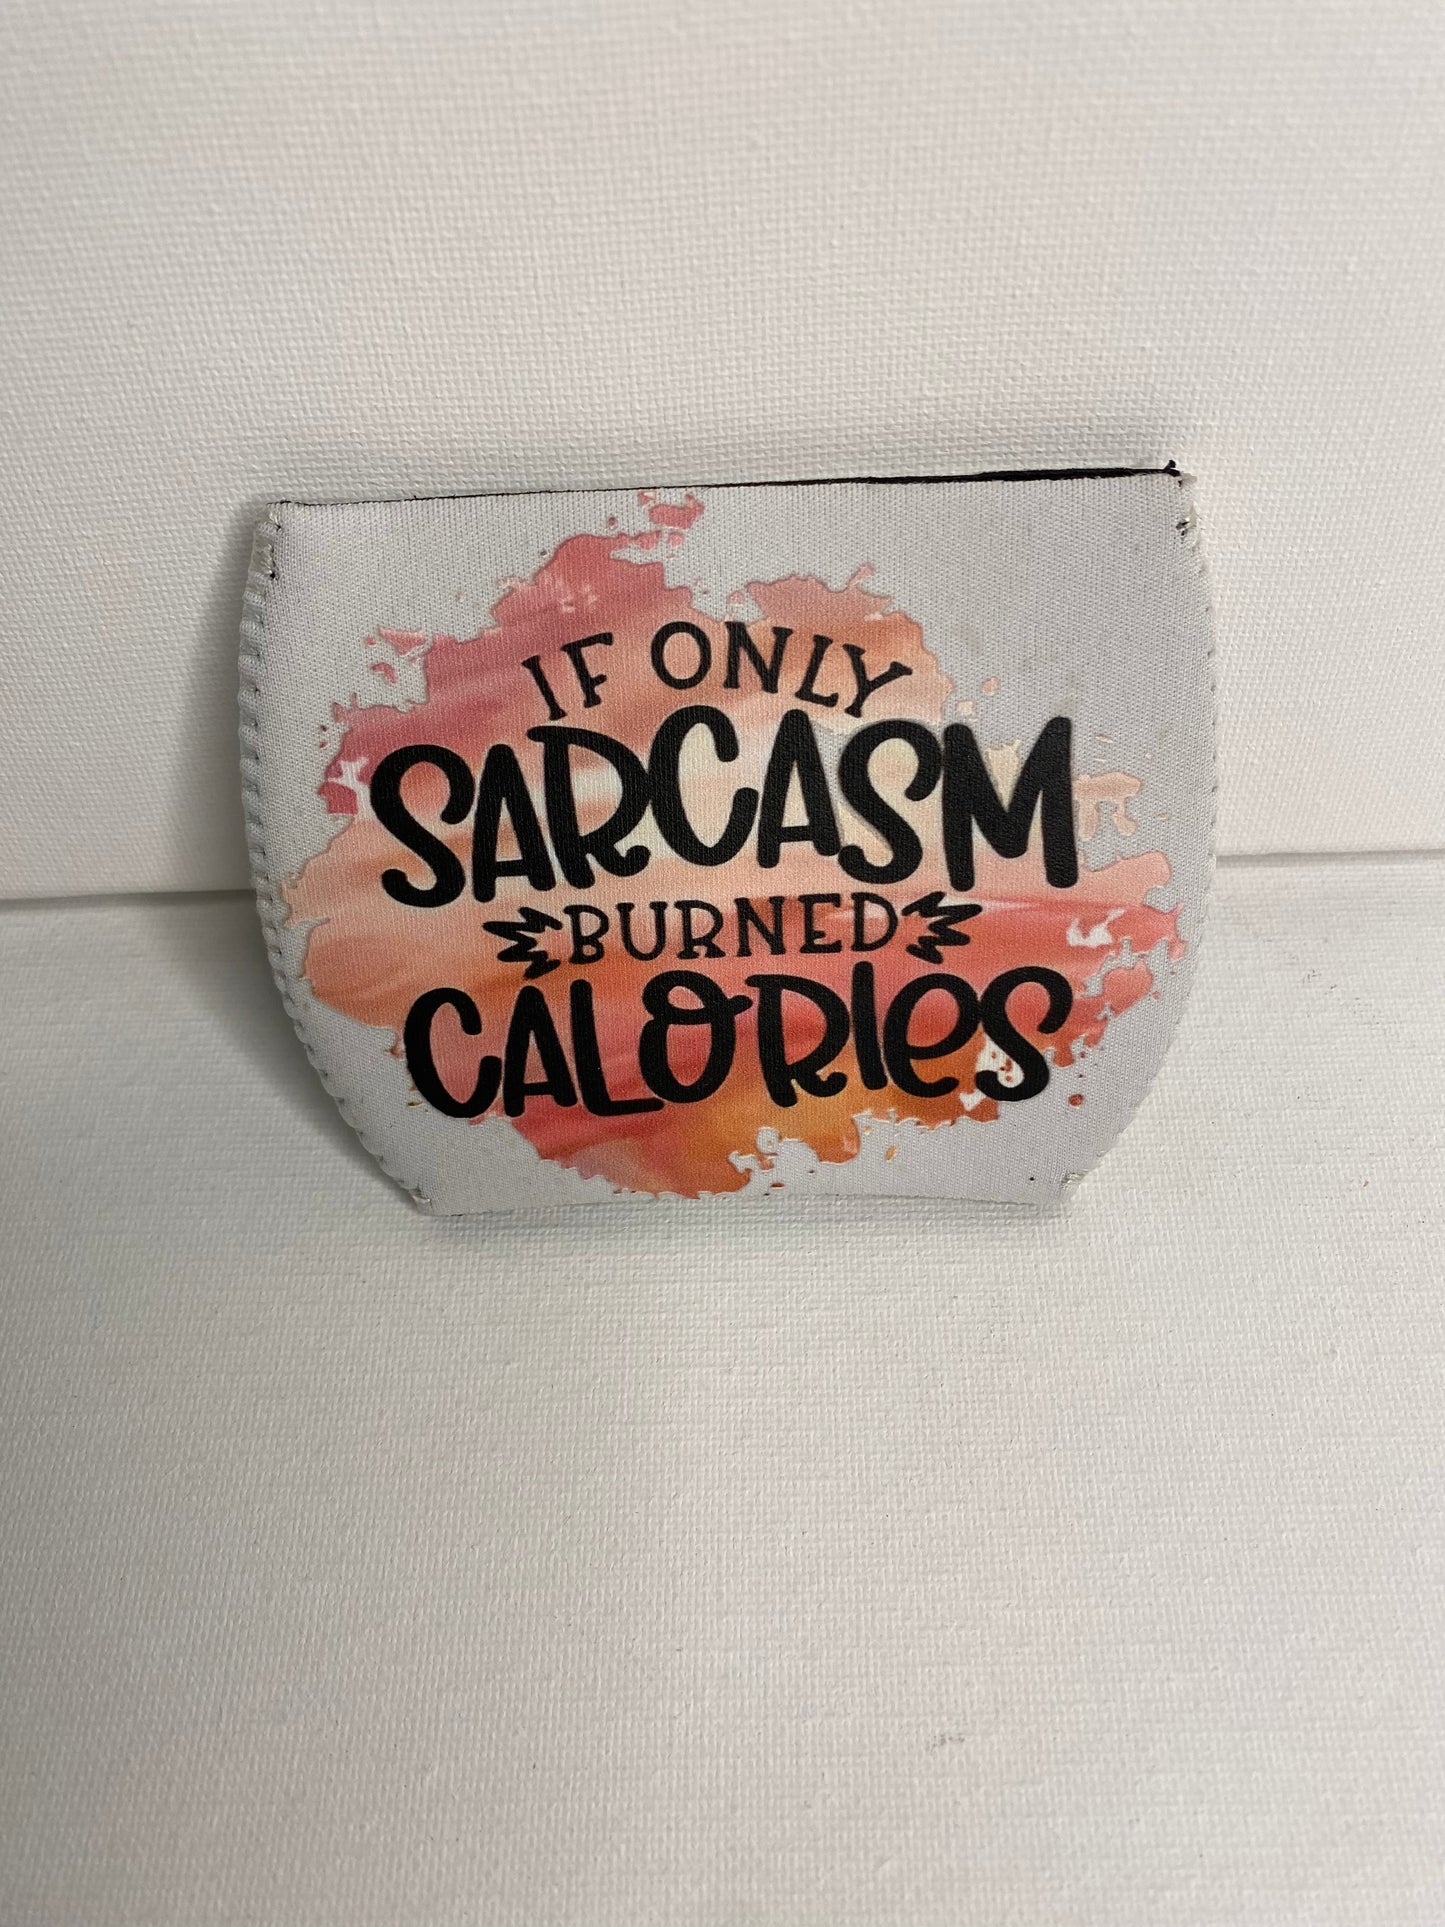 IF ONLY
SARCASM
BURNED
CALORIeS